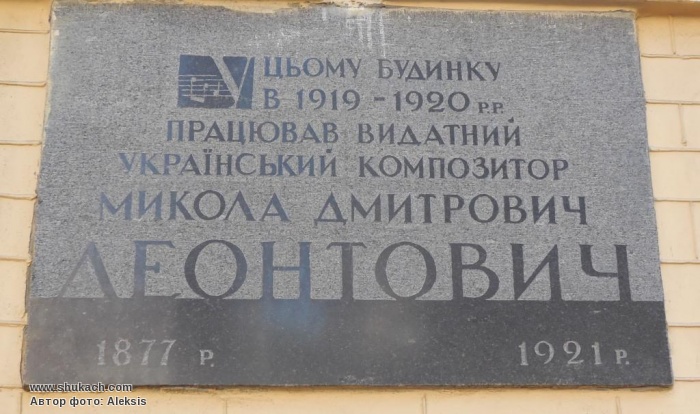 У ЦЬОМУ БУДИНКУ
В 1919 - 1920 Р.Р.
ПРАЦЮВАВ ВИДАТНИЙ
УКРАЇНСЬКИЙ КОМПОЗИТОР
МИКОЛА ДМИТРОВИЧ
ЛЕОНТОВИЧ
1877 Р. 1921 Р.
www.shukach.com
Автор фото: Aleksis